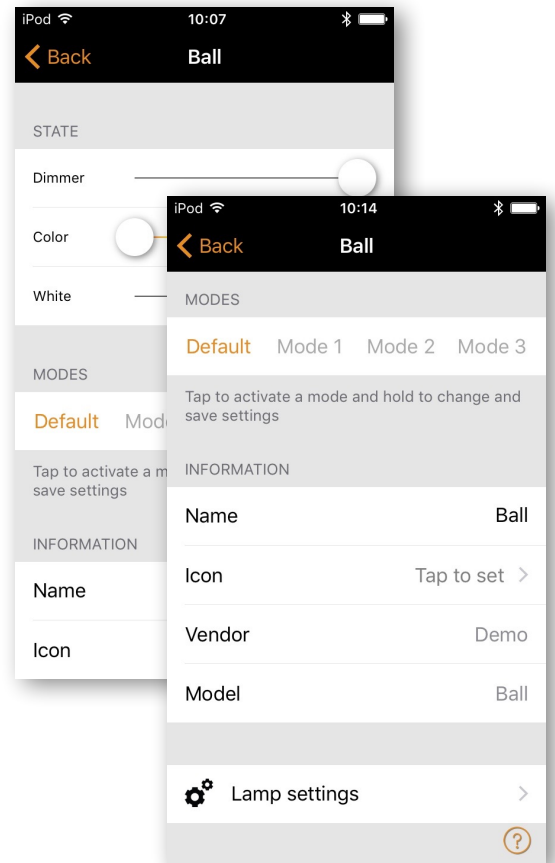 iPod 10:07
Back Ball
STATE
Dimmer
Color
White
MODES
Default
Tap to activate a
save settings
INFORMATION
Name
Icon
iPod 10:14
Back Ball
MODES
Default Mode 1 Mode 2 Mode 3
Tap to activate a mode and hold to change and
save settings
INFORMATION
Name Ball
Icon Tap to set >
Vendor Demo
Model Ball
Lamp settings >
?